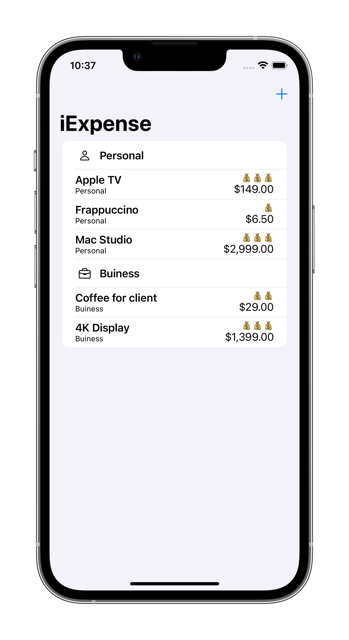 10:37
+
iExpense
Personal
Apple TV
Personal
💰💰💰
$149.00
Frappuccino
Personal
💰
$6.50
Mac Studio
Personal
💰💰💰
$2,999.00
Buiness
Coffee for client
Buiness
💰💰
$29.00
4K Display
Buiness
💰💰💰
$1,399.00